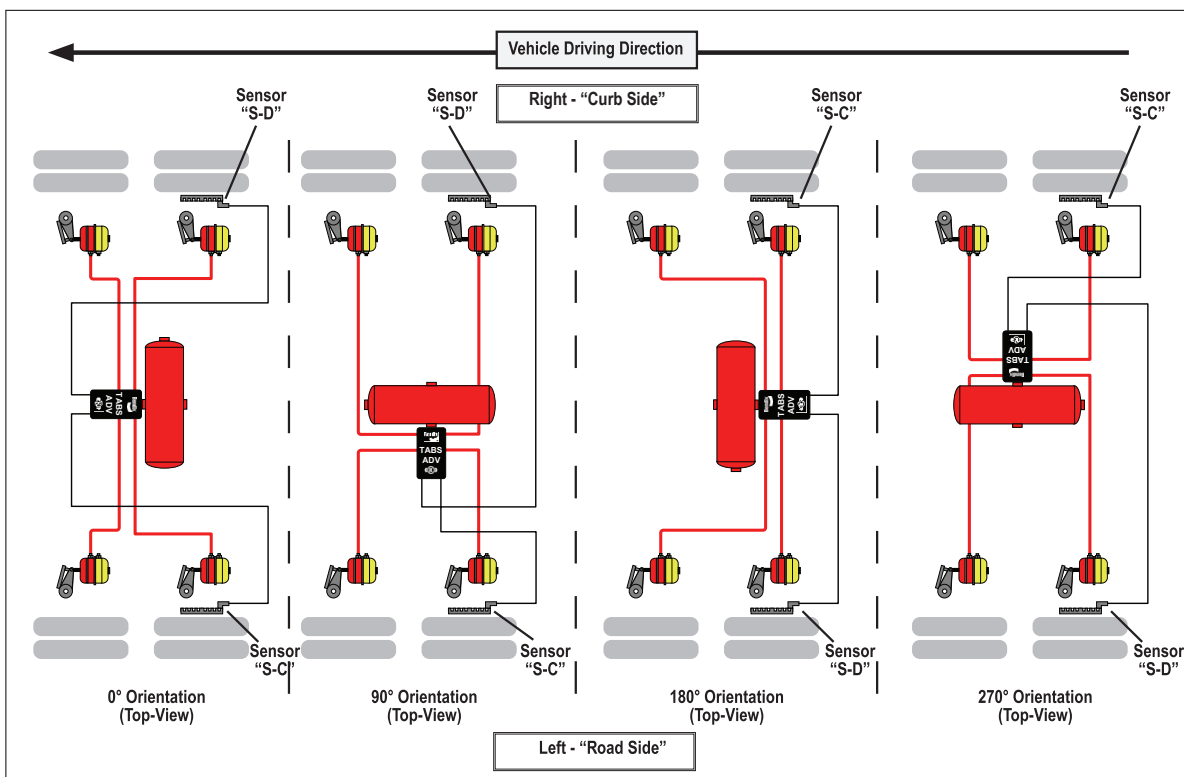 Vehicle Driving Direction
Right - “Curb Side”
Sensor
“S-D”
Sensor
“S-D”
Sensor
“S-C”
Sensor
“S-C”
TABS
ADV
TABS
ADV
TABS
ADV
TABS
ADV
Sensor
“S-C”
Sensor
“S-C”
Sensor
“S-D”
Sensor
“S-D”
0° Orientation
(Top-View)
90° Orientation
(Top-View)
180° Orientation
(Top-View)
270° Orientation
(Top-View)
Left - “Road Side”